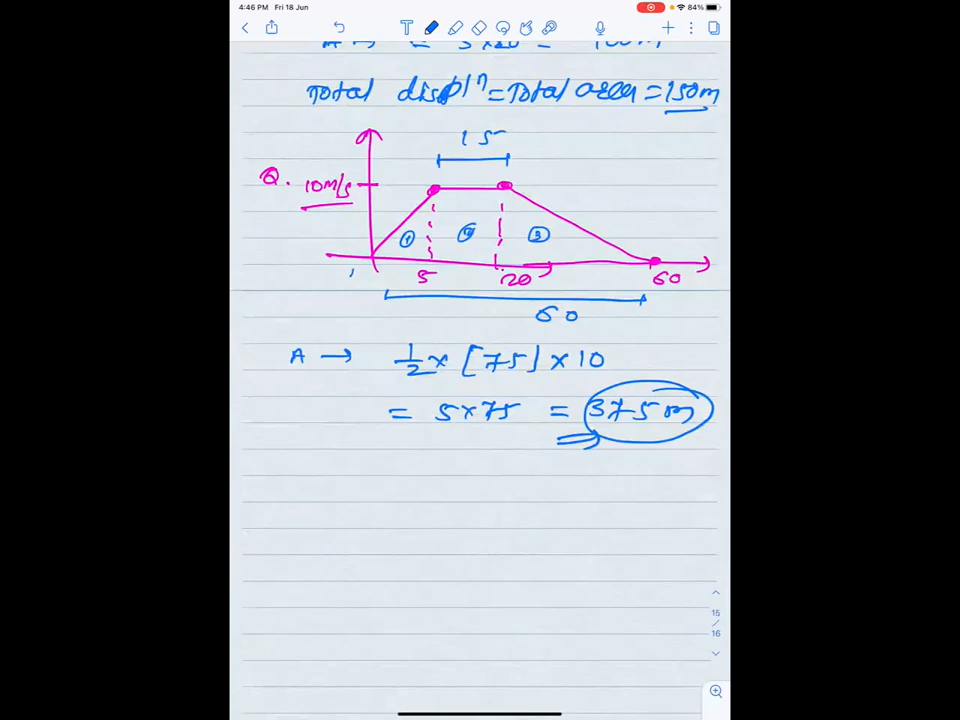 4:46 PM Fri 18 Jun 84%
Total displⁿ = Total area = 150m
15
Q. 10m/s
① ② ③
5 20 60
60
A → 1/2 × [75] × 10
= 5×75 = 375m
15
/
16